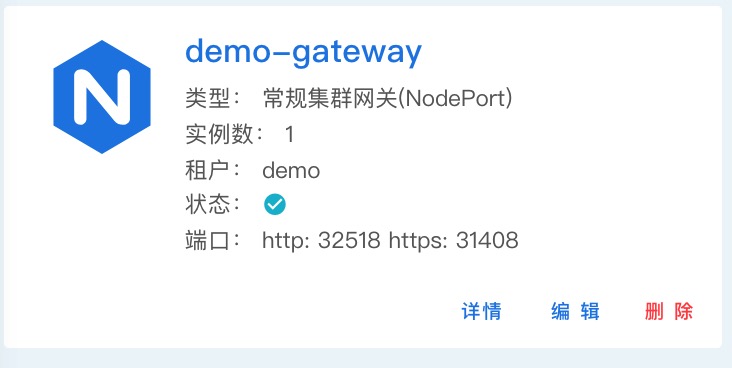 N
demo-gateway
类型： 常规集群网关(NodePort)
实例数： 1
租户： demo
状态：
端口： http: 32518 https: 31408
详情 编 辑 删 除